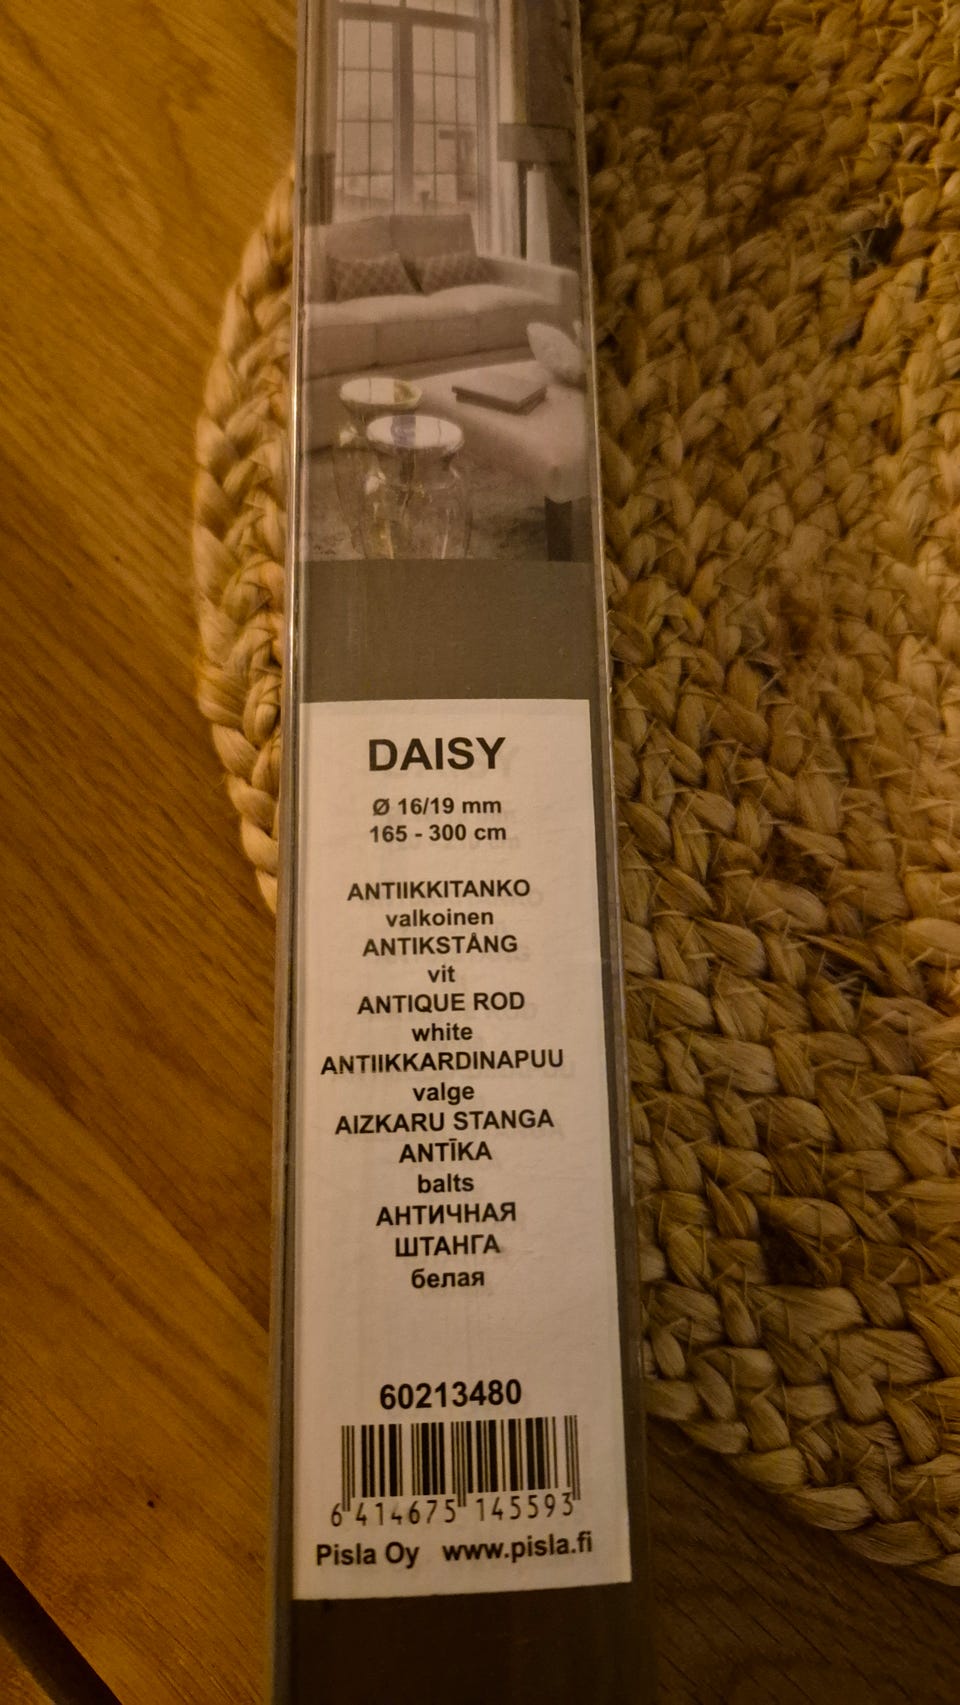 DAISY
Ø 16/19 mm
165 - 300 cm
ANTIIKKITANKO
valkoinen
ANTIKSTÅNG
vit
ANTIQUE ROD
white
ANTIIKKARDINAPUU
valge
AIZKARU STANGA
ANTĪKA
balts
АНТИЧНАЯ
ШТАНГА
белая
60213480
6 414675 145593
Pisla Oy www.pisla.fi